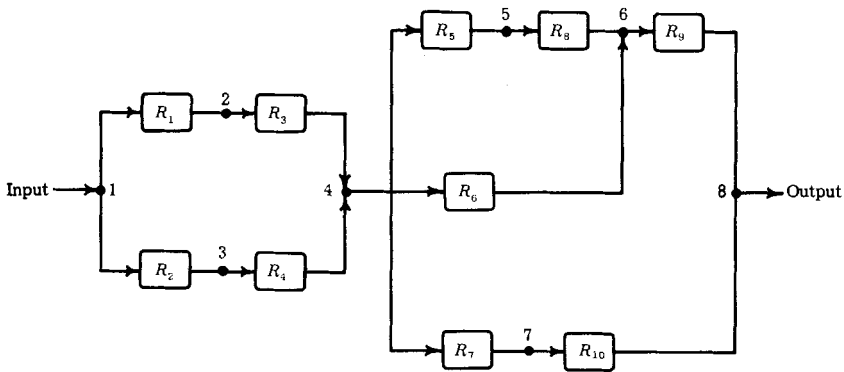 5 6
R₅ R₈ R₉
2
R₁ R₃
Input 1 4 R₆ 8 Output
3
R₂ R₄
7
R₇ R₁₀